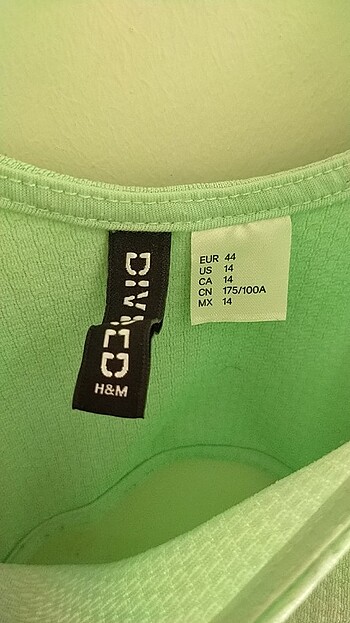 DIVIDED
H&M
EUR 44
US 14
CA 14
CN 175/100A
MX 14